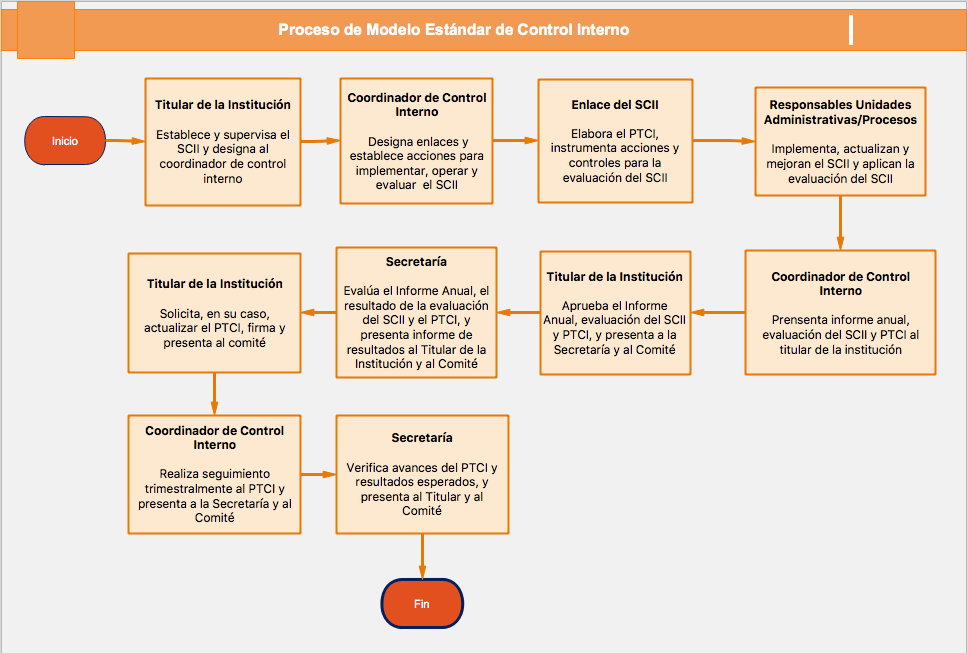 Proceso de Modelo Estándar de Control Interno
Inicio
Titular de la Institución
Establece y supervisa el
SCII y designa al
coordinador de control
interno
Coordinador de Control
Interno
Designa enlaces y
establece acciones para
implementar, operar y
evaluar el SCII
Enlace del SCII
Elabora el PTCI,
instrumenta acciones y
controles para la
evaluación del SCII
Responsables Unidades
Administrativas/Procesos
Implementa, actualizan y
mejoran el SCII y aplican la
evaluación del SCII
Coordinador de Control
Interno
Prensenta informe anual,
evaluación del SCII y PTCI al
titular de la institución
Titular de la Institución
Aprueba el Informe
Anual, evaluación del SCII
y PTCI, y presenta a la
Secretaría y al Comité
Secretaría
Evalúa el Informe Anual, el
resultado de la evaluación
del SCII y el PTCI, y
presenta informe de
resultados al Titular de la
Institución y al Comité
Titular de la Institución
Solicita, en su caso,
actualizar el PTCI, firma y
presenta al comité
Coordinador de Control
Interno
Realiza seguimiento
trimestralmente al PTCI y
presenta a la Secretaría y al
Comité
Secretaría
Verifica avances del PTCI y
resultados esperados, y
presenta al Titular y al
Comité
Fin